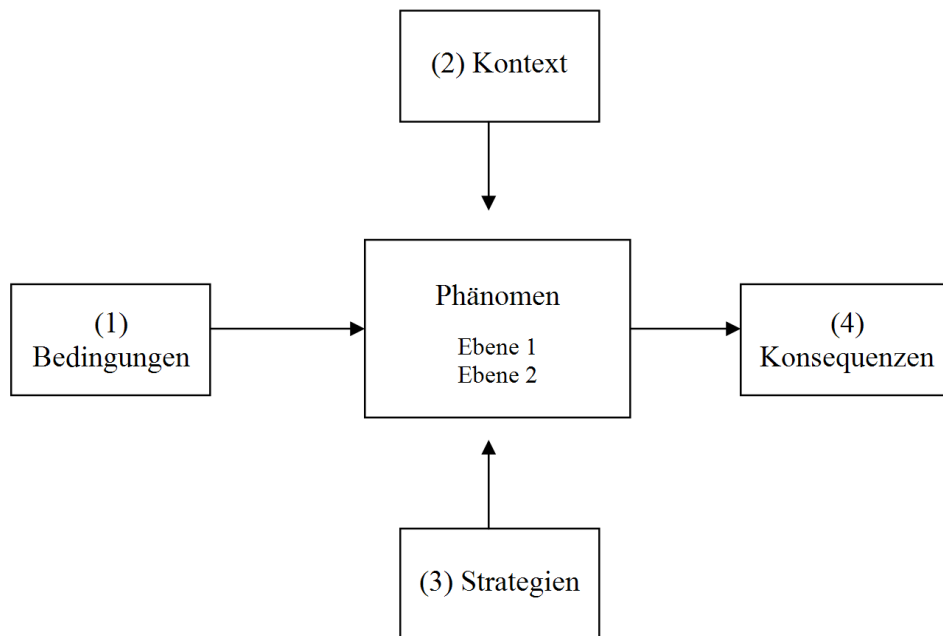 (2) Kontext
(1)
Bedingungen
Phänomen
Ebene 1
Ebene 2
(4)
Konsequenzen
(3) Strategien